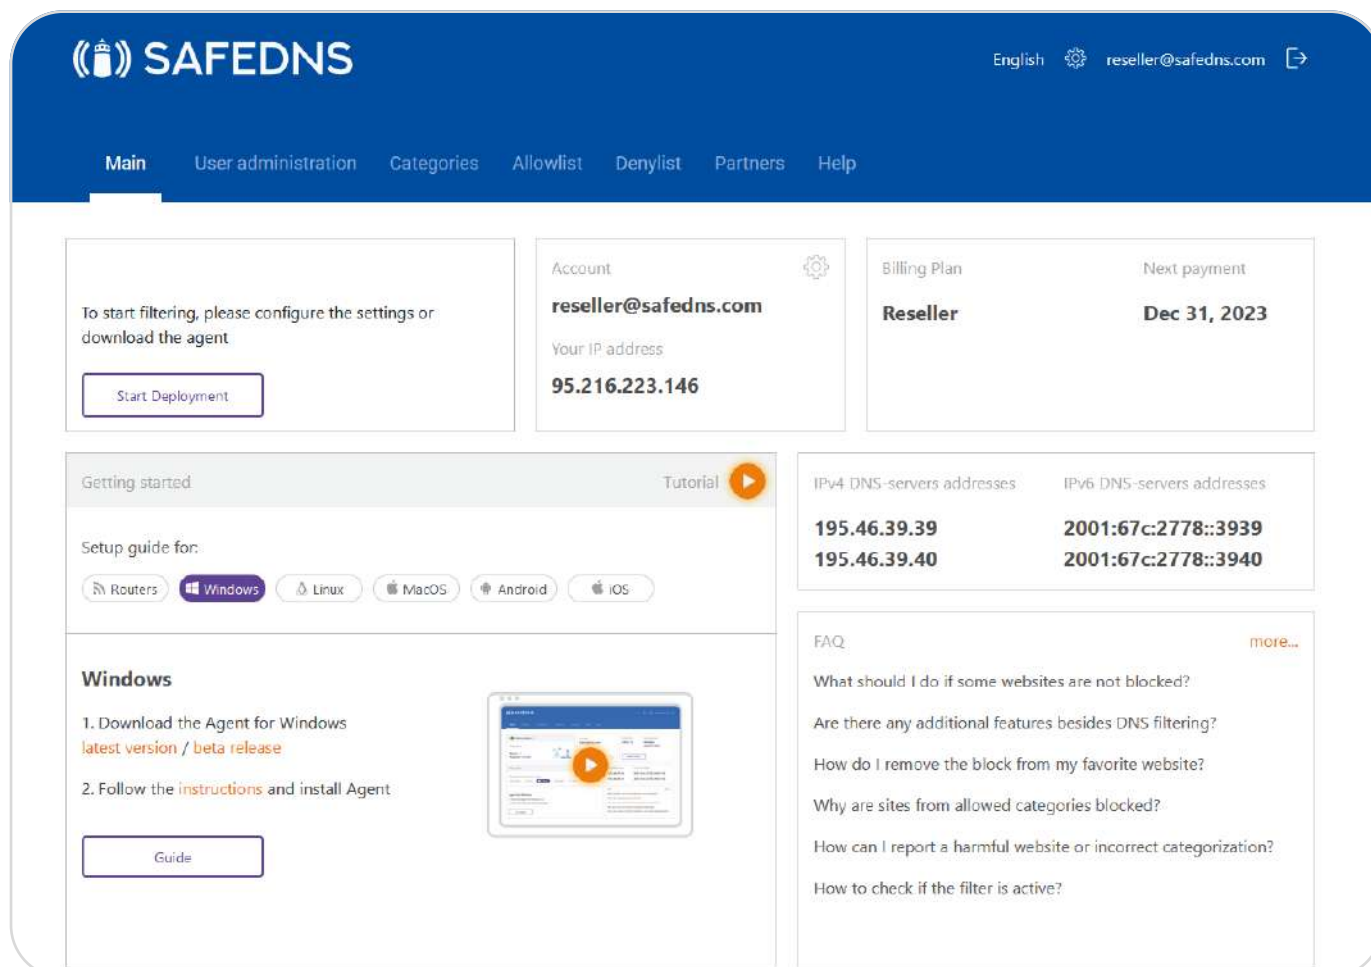 SAFEDNS
English reseller@safedns.com
Main User administration Categories Allowlist Denylist Partners Help
To start filtering, please configure the settings or
download the agent
Start Deployment
Account
reseller@safedns.com
Your IP address
95.216.223.146
Billing Plan Next payment
Reseller Dec 31, 2023
Getting started Tutorial
Setup guide for:
Routers Windows Linux MacOS Android iOS
Windows
1. Download the Agent for Windows
latest version / beta release
2. Follow the instructions and install Agent
Guide
IPv4 DNS-servers addresses IPv6 DNS-servers addresses
195.46.39.39 2001:67c:2778::3939
195.46.39.40 2001:67c:2778::3940
FAQ more...
What should I do if some websites are not blocked?
Are there any additional features besides DNS filtering?
How do I remove the block from my favorite website?
Why are sites from allowed categories blocked?
How can I report a harmful website or incorrect categorization?
How to check if the filter is active?